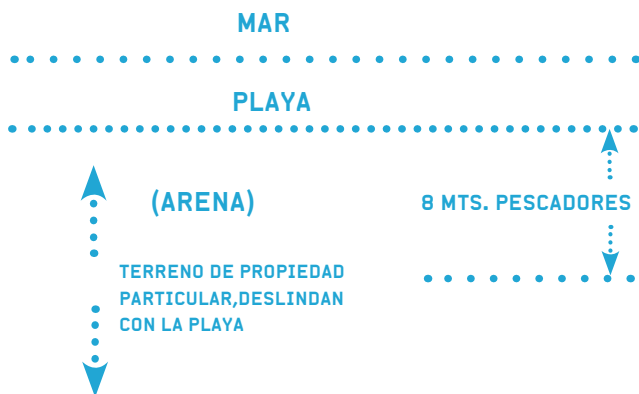 MAR
PLAYA
(ARENA)
8 MTS. PESCADORES
TERRENO DE PROPIEDAD
PARTICULAR,DESLINDAN
CON LA PLAYA